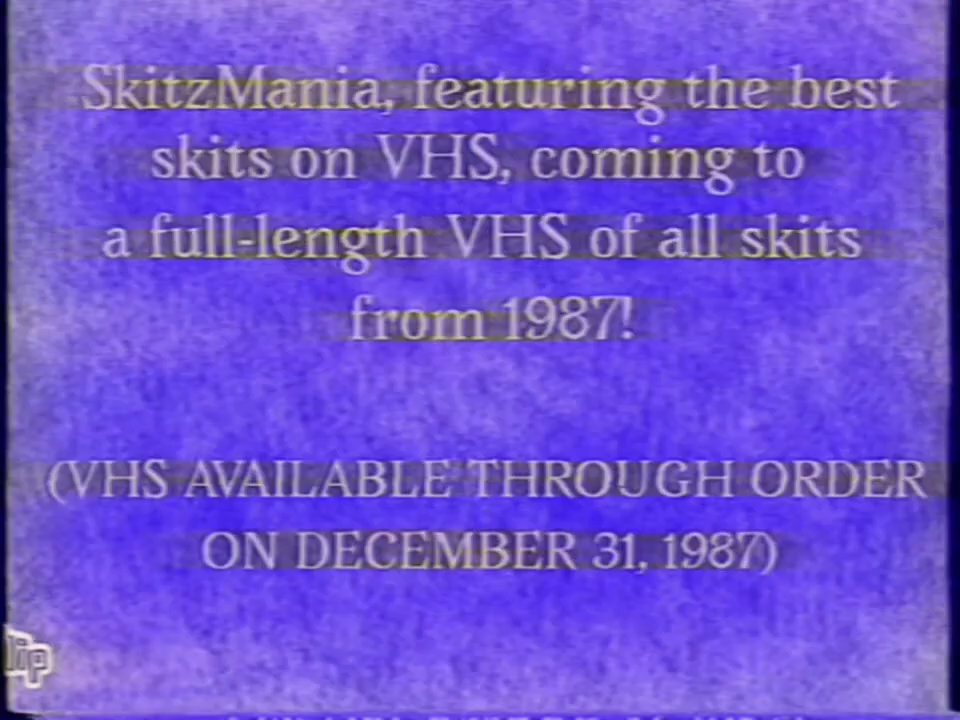 SkitzMania, featuring the best
skits on VHS, coming to
a full-length VHS of all skits
from 1987!
(VHS AVAILABLE THROUGH ORDER
ON DECEMBER 31, 1987)
lip